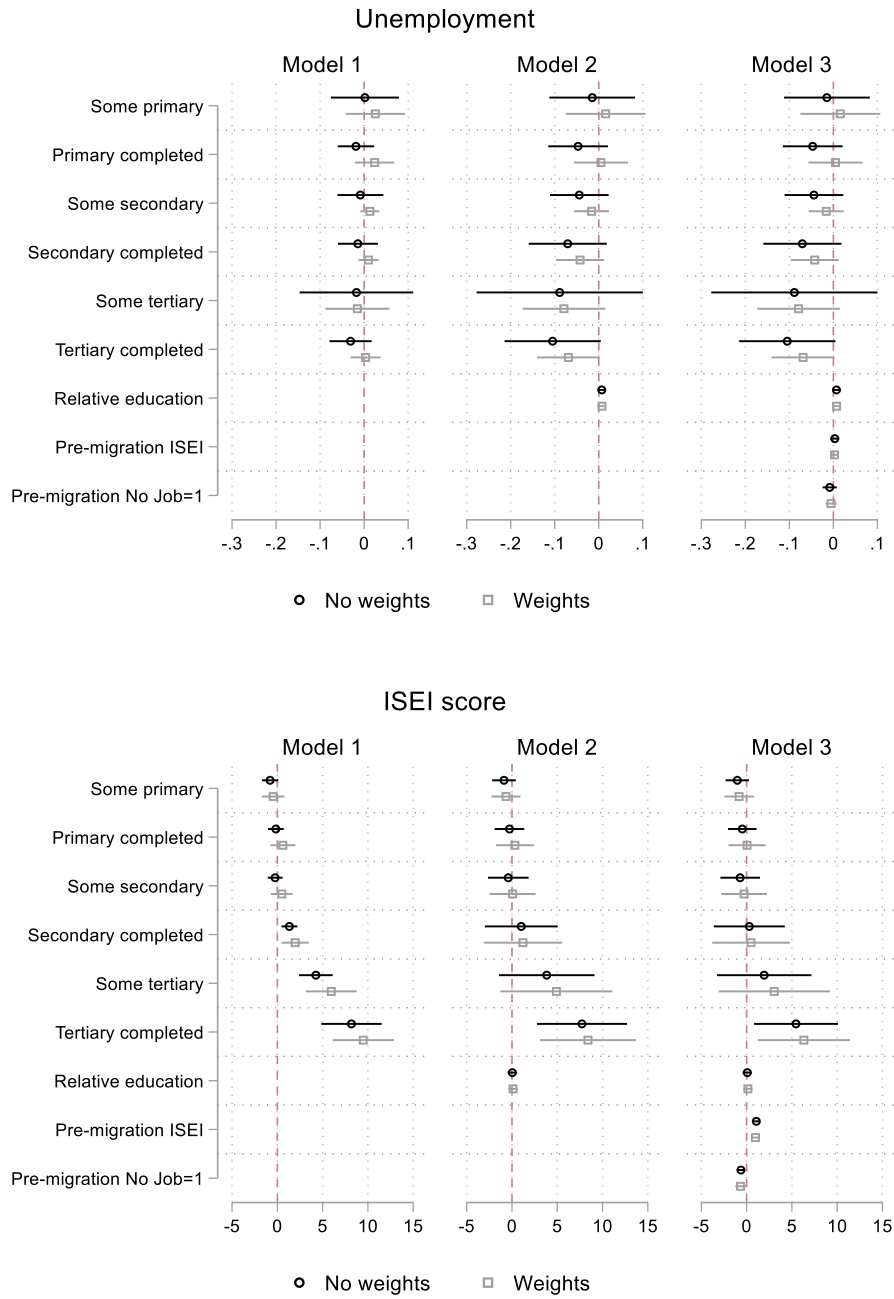 Unemployment
Model 1 Model 2 Model 3
Some primary
Primary completed
Some secondary
Secondary completed
Some tertiary
Tertiary completed
Relative education
Pre-migration ISEI
Pre-migration No Job=1
-.3 -.2 -.1 0 .1 -.3 -.2 -.1 0 .1 -.3 -.2 -.1 0 .1
No weights Weights
ISEI score
Model 1 Model 2 Model 3
Some primary
Primary completed
Some secondary
Secondary completed
Some tertiary
Tertiary completed
Relative education
Pre-migration ISEI
Pre-migration No Job=1
-5 0 5 10 15 -5 0 5 10 15 -5 0 5 10 15
No weights Weights